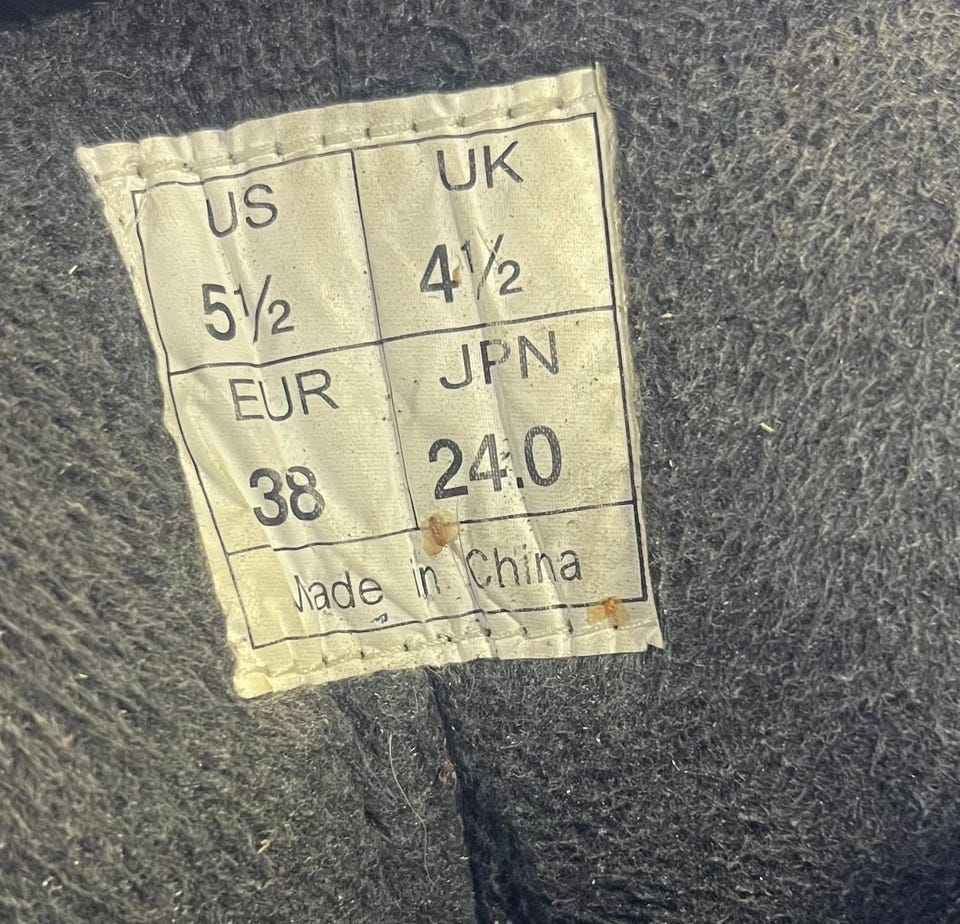 US UK
5½ 4½
EUR JPN
38 24.0
Made in China